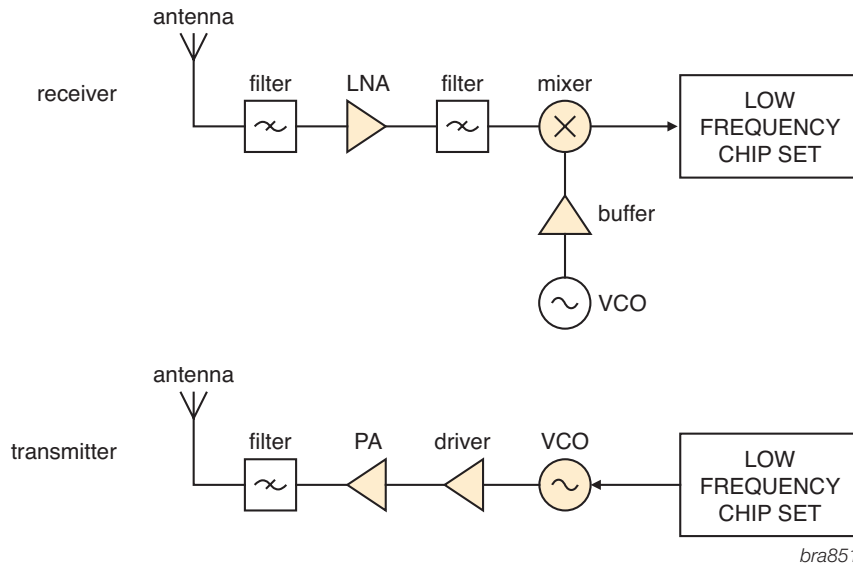 antenna
receiver
filter
LNA
filter
mixer
LOW
FREQUENCY
CHIP SET
buffer
VCO
antenna
transmitter
filter
PA
driver
VCO
LOW
FREQUENCY
CHIP SET
bra851